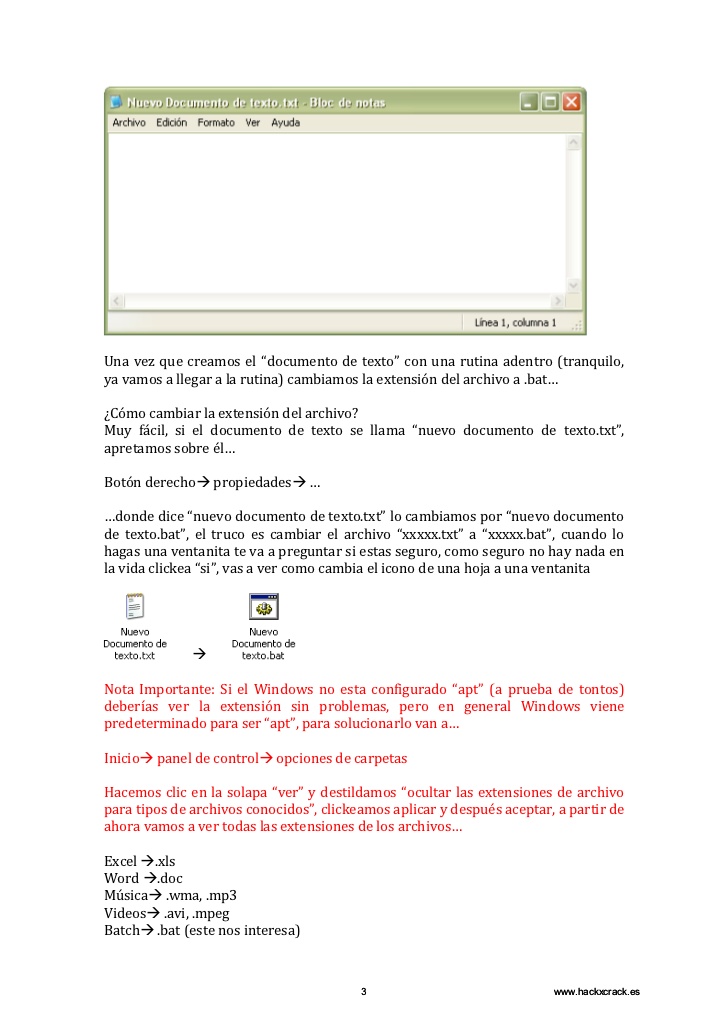 Nuevo Documento de texto.txt - Bloc de notas
Archivo Edición Formato Ver Ayuda
Línea 1, columna 1
Una vez que creamos el “documento de texto” con una rutina adentro (tranquilo,
ya vamos a llegar a la rutina) cambiamos la extensión del archivo a .bat…
¿Cómo cambiar la extensión del archivo?
Muy fácil, si el documento de texto se llama “nuevo documento de texto.txt”,
apretamos sobre él…
Botón derecho→ propiedades→ …
…donde dice “nuevo documento de texto.txt” lo cambiamos por “nuevo documento
de texto.bat”, el truco es cambiar el archivo “xxxxx.txt” a “xxxxx.bat”, cuando lo
hagas una ventanita te va a preguntar si estas seguro, como seguro no hay nada en
la vida clickea “si”, vas a ver como cambia el icono de una hoja a una ventanita
Nuevo
Documento de
texto.txt
→
Nuevo
Documento de
texto.bat
Nota Importante: Si el Windows no esta configurado “apt” (a prueba de tontos)
deberías ver la extensión sin problemas, pero en general Windows viene
predeterminado para ser “apt”, para solucionarlo van a…
Inicio→ panel de control→ opciones de carpetas
Hacemos clic en la solapa “ver” y destildamos “ocultar las extensiones de archivo
para tipos de archivos conocidos”, clickeamos aplicar y después aceptar, a partir de
ahora vamos a ver todas las extensiones de los archivos…
Excel →.xls
Word →.doc
Música→ .wma, .mp3
Videos→ .avi, .mpeg
Batch→ .bat (este nos interesa)
3
www.hackxcrack.es